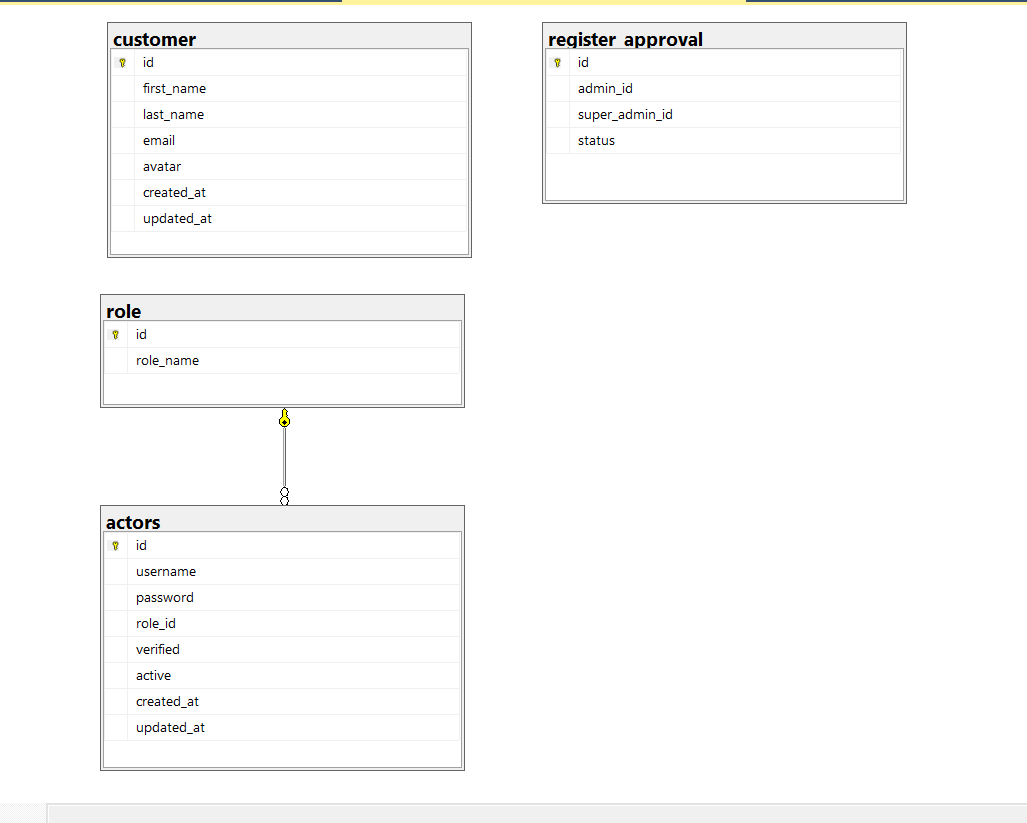 customer
id
first_name
last_name
email
avatar
created_at
updated_at
register_approval
id
admin_id
super_admin_id
status
role
id
role_name
actors
id
username
password
role_id
verified
active
created_at
updated_at